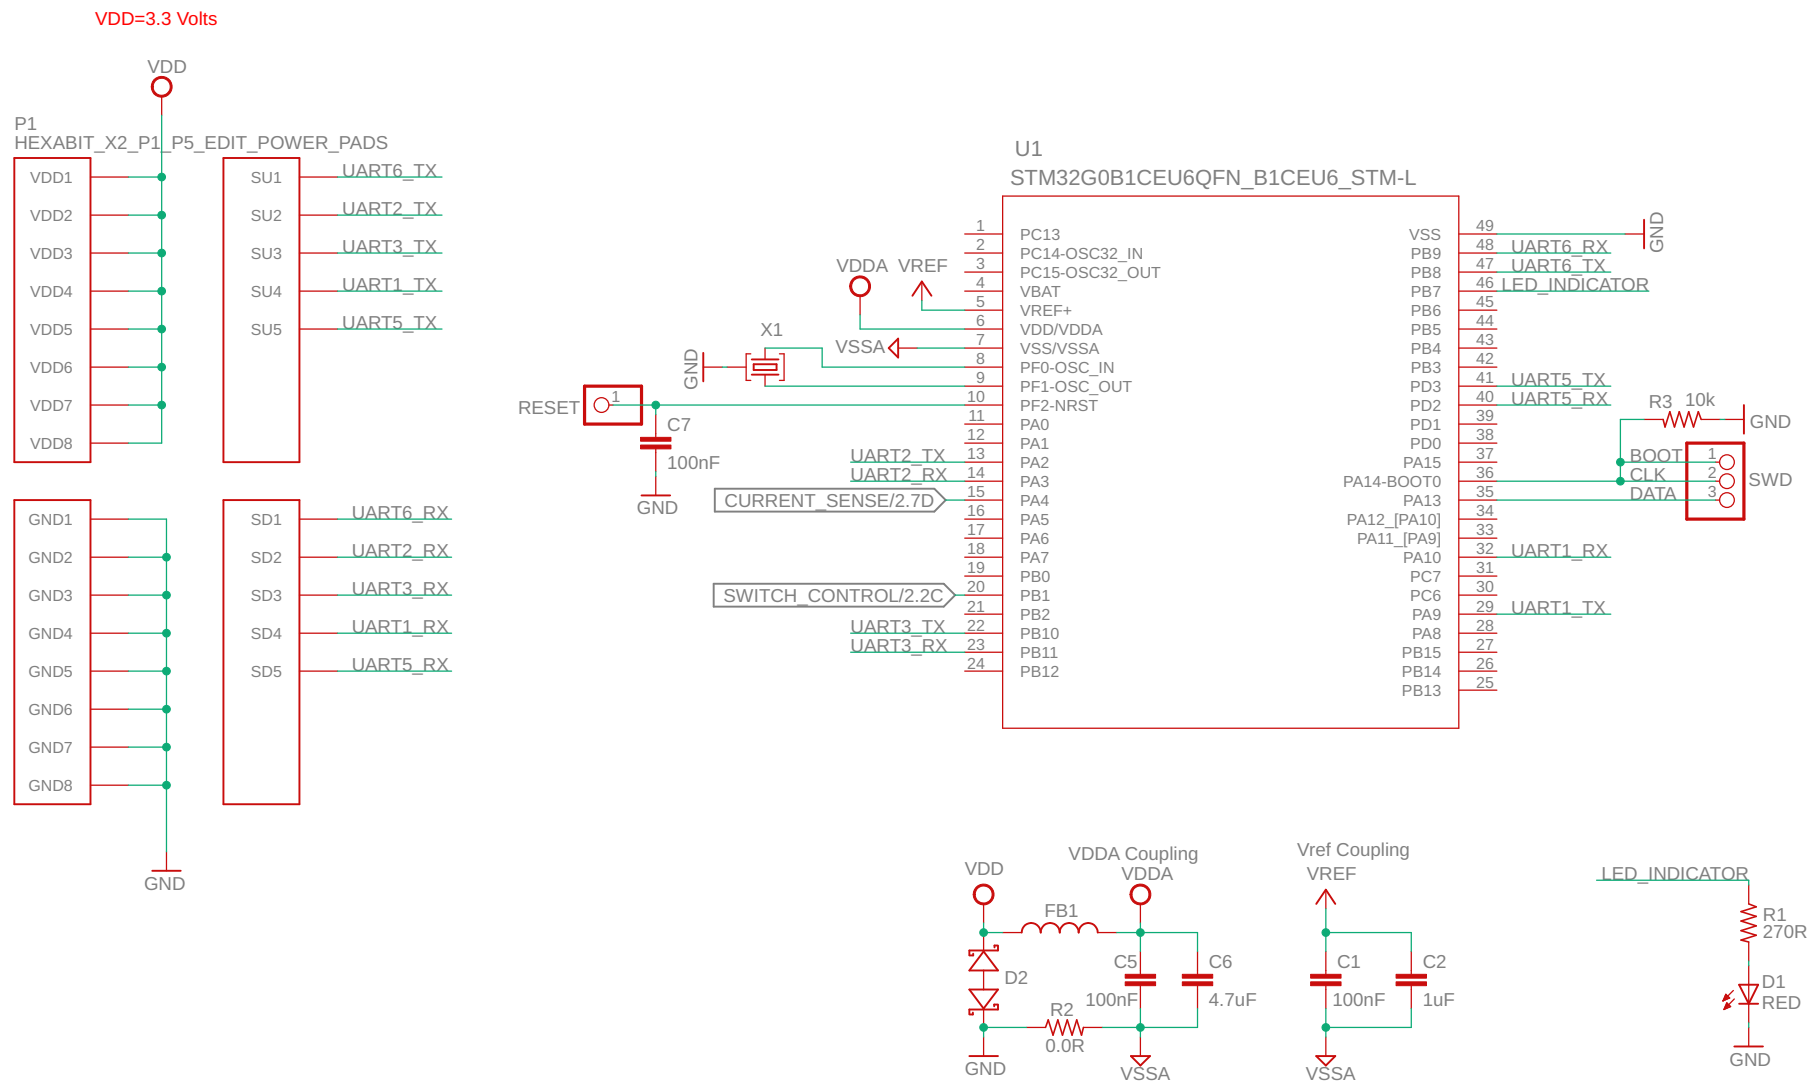 VDD=3.3 Volts
VDD
P1
HEXABIT_X2_P1_P5_EDIT_POWER_PADS
VDD1
VDD2
VDD3
VDD4
VDD5
VDD6
VDD7
VDD8
SU1 UART6_TX
SU2 UART2_TX
SU3 UART3_TX
SU4 UART1_TX
SU5 UART5_TX
GND1
GND2
GND3
GND4
GND5
GND6
GND7
GND8
GND
SD1 UART6_RX
SD2 UART2_RX
SD3 UART3_RX
SD4 UART1_RX
SD5 UART5_RX
U1
STM32G0B1CEU6QFN_B1CEU6_STM-L
1 PC13
2 PC14-OSC32_IN
3 PC15-OSC32_OUT
4 VBAT
VREF 5 VREF+
VDDA 6 VDD/VDDA
VSSA 7 VSS/VSSA
8 PF0-OSC_IN
9 PF1-OSC_OUT
X1
GND
RESET 1
10 PF2-NRST
C7
100nF
GND
11 PA0
12 PA1
UART2_TX 13 PA2
UART2_RX 14 PA3
CURRENT_SENSE/2.7D 15 PA4
16 PA5
17 PA6
18 PA7
19 PB0
SWITCH_CONTROL/2.2C 20 PB1
21 PB2
UART3_TX 22 PB10
UART3_RX 23 PB11
24 PB12
VSS 49 GND
PB9 48 UART6_RX
PB8 47 UART6_TX
PB7 46 LED_INDICATOR
PB6 45
PB5 44
PB4 43
PB3 42
PD3 41 UART5_TX
PD2 40 UART5_RX
PD1 39
PD0 38
PA15 37
PA14-BOOT0 36
PA13 35
PA12_[PA10] 34
PA11_[PA9] 33
PA10 32 UART1_RX
PC7 31
PC6 30
PA9 29 UART1_TX
PA8 28
PB15 27
PB14 26
PB13 25
R3 10k
GND
BOOT 1
CLK 2
DATA 3
SWD
VDD
FB1
D2
R2
0.0R
GND
VDDA Coupling
VDDA
C5
100nF
C6
4.7uF
VSSA
Vref Coupling
VREF
C1
100nF
C2
1uF
VSSA
LED_INDICATOR
R1
270R
D1
RED
GND